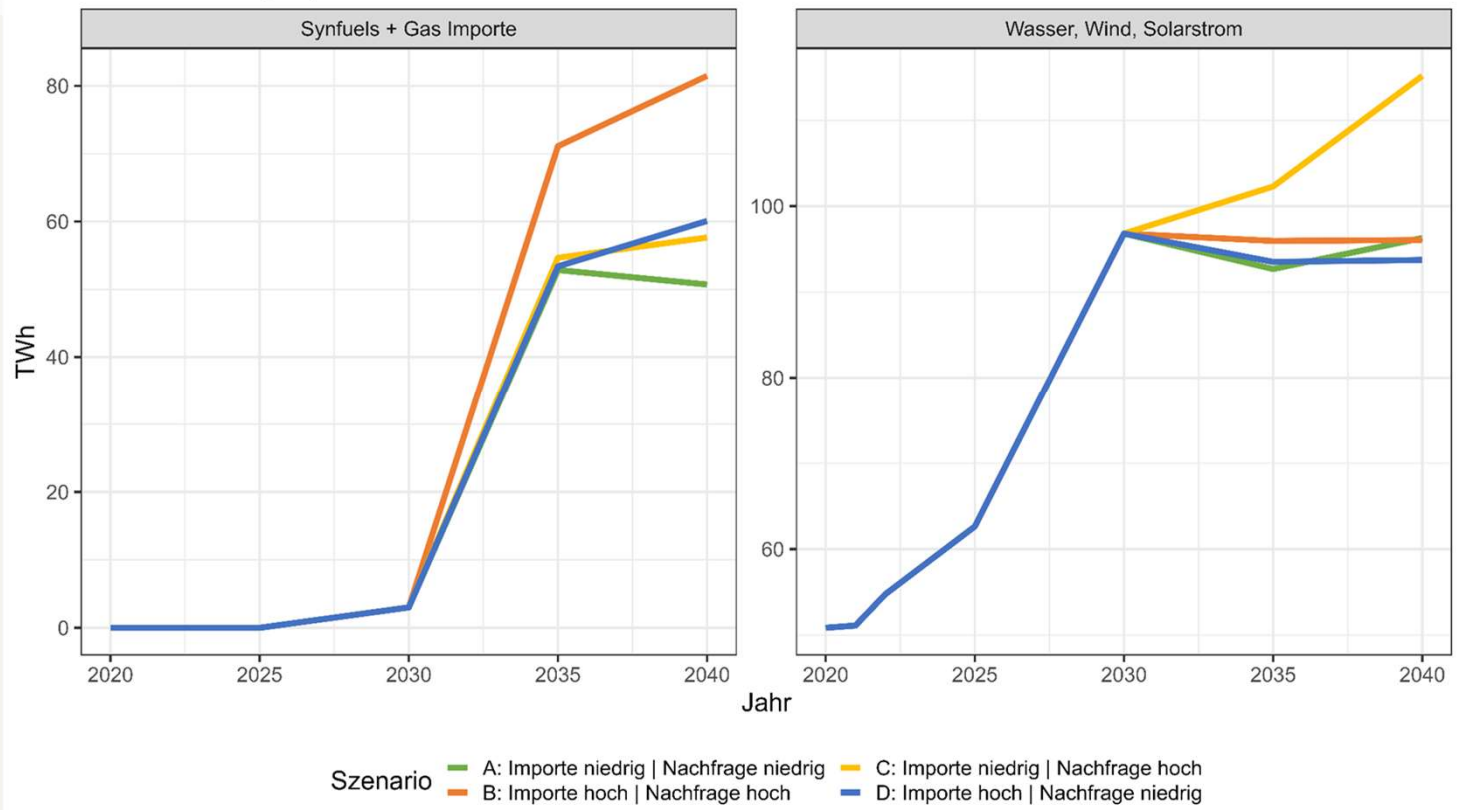 Synfuels + Gas Importe
Wasser, Wind, Solarstrom
TWh
80
60
40
20
0
100
80
60
2020 2025 2030 2035 2040
2020 2025 2030 2035 2040
Jahr
Szenario
A: Importe niedrig | Nachfrage niedrig
C: Importe niedrig | Nachfrage hoch
B: Importe hoch | Nachfrage hoch
D: Importe hoch | Nachfrage niedrig